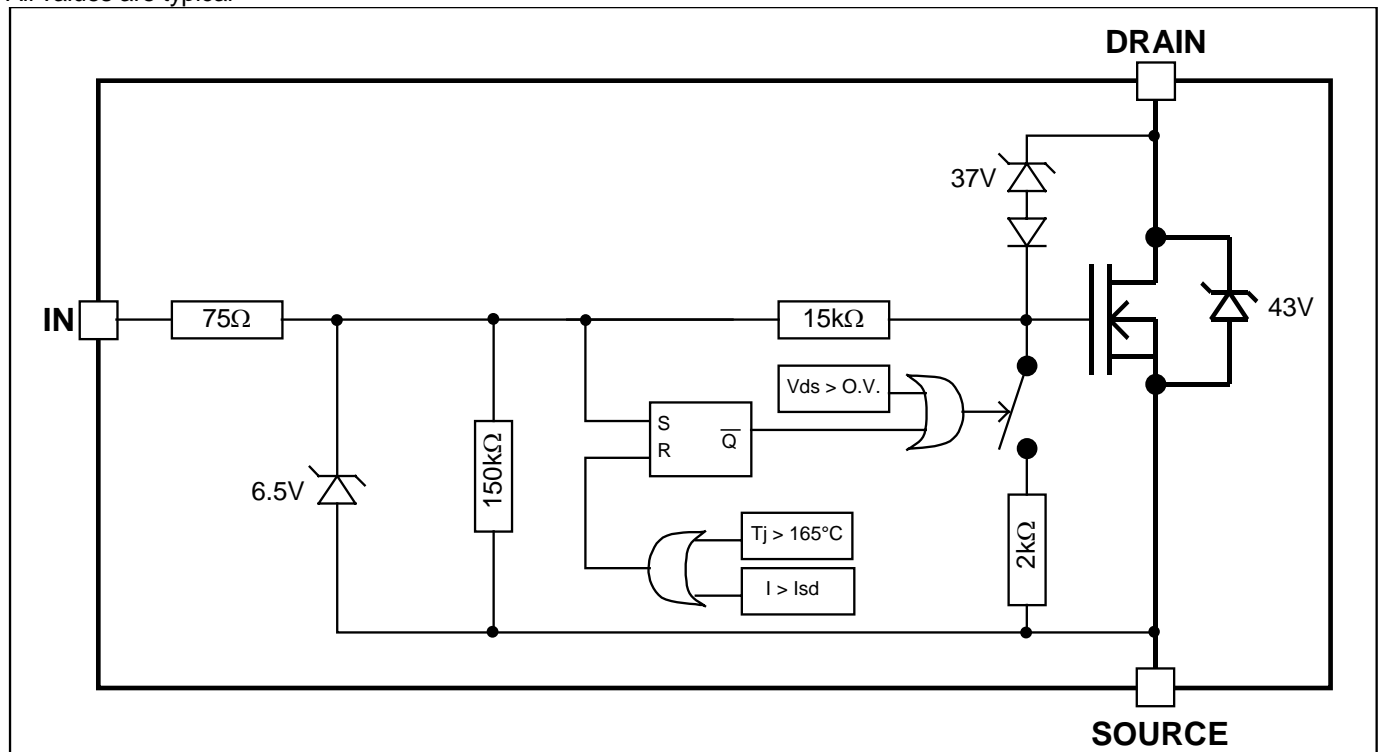 All values are typical
DRAIN
37V
IN
75Ω
15kΩ
43V
Vds > O.V.
S
R
Q
150kΩ
6.5V
Tj > 165°C
2kΩ
I > Isd
SOURCE